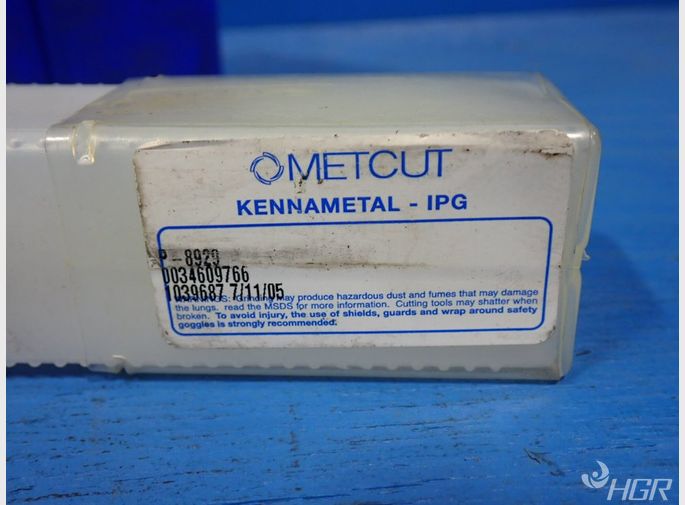 METCUT
KENNAMETAL - IPG
P-8929
0034609766
1039687 7/11/05
WARNINGS: Grinding may produce hazardous dust and fumes that may damage
the lungs. read the MSDS for more information. Cutting tools may shatter when
broken. To avoid injury, the use of shields, guards and wrap around safety
goggles is strongly recommended.
HGR